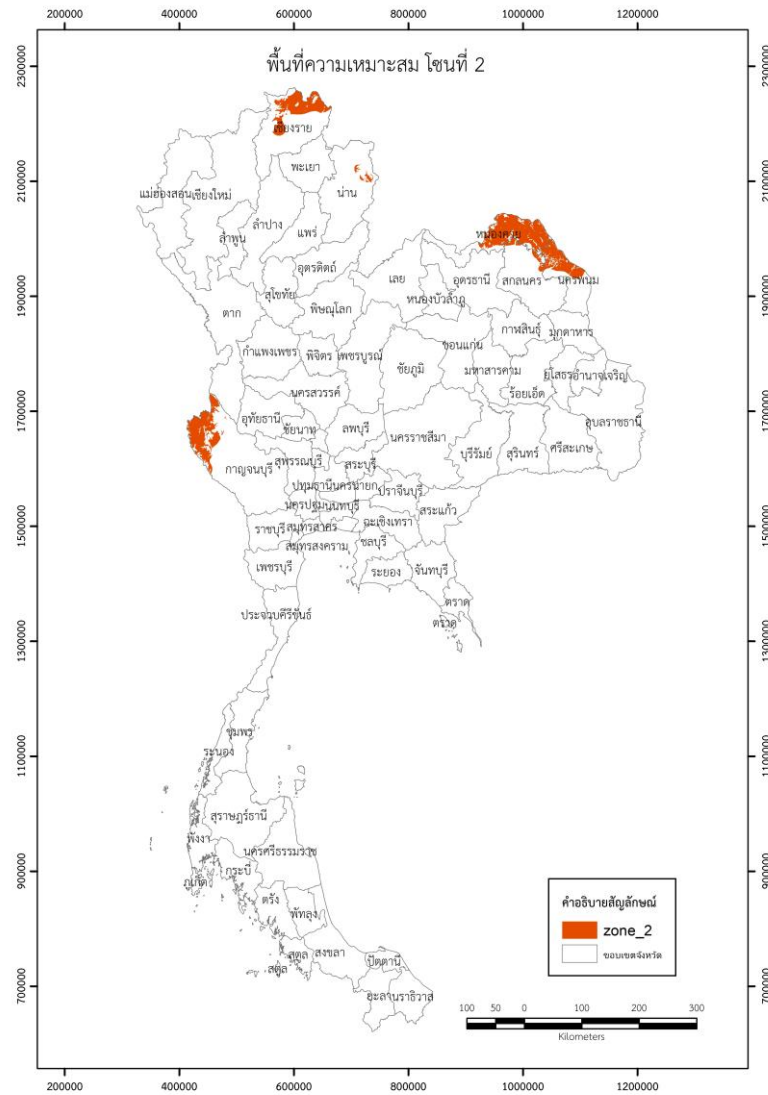 200000 400000 600000 800000 1000000 1200000
พื้นที่ความเหมาะสม โซนที่ 2
2300000 2300000
เชียงราย
พะเยา
2100000 2100000
น่าน
แม่ฮ่องสอน เชียงใหม่
ลำปาง
ลำพูน แพร่
หนองคาย
อุตรดิตถ์
เลย อุดรธานี สกลนคร นครพนม
1900000 1900000
สุโขทัย
หนองบัวลำภู
ตาก พิษณุโลก
กาฬสินธุ์ มุกดาหาร
ขอนแก่น
กำแพงเพชร พิจิตร เพชรบูรณ์
ชัยภูมิ มหาสารคาม ยโสธร อำนาจเจริญ
นครสวรรค์ ร้อยเอ็ด
1700000 1700000
อุทัยธานี ชัยนาท ลพบุรี นครราชสีมา อุบลราชธานี
บุรีรัมย์ สุรินทร์ ศรีสะเกษ
กาญจนบุรี สุพรรณบุรี สระบุรี
ปทุมธานี นครนายก ปราจีนบุรี
นครปฐม นนทบุรี สระแก้ว
1500000 1500000
ราชบุรี สมุทรสาคร ฉะเชิงเทรา
สมุทรสงคราม ชลบุรี
เพชรบุรี ระยอง จันทบุรี
ตราด
ประจวบคีรีขันธ์ ตราด
1300000 1300000
ชุมพร
ระนอง
1100000 1100000
สุราษฎร์ธานี
พังงา
นครศรีธรรมราช
กระบี่
900000 900000
ภูเก็ต
ตรัง
พัทลุง
คำอธิบายสัญลักษณ์
zone_2
ขอบเขตจังหวัด
สตูล สงขลา
สตูล ปัตตานี
700000 700000
ยะลา นราธิวาส
100 50 0 100 200 300
Kilometers
200000 400000 600000 800000 1000000 1200000